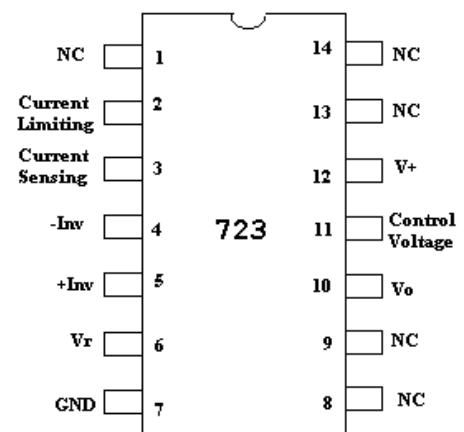 NC 1
Current
Limiting 2
Current
Sensing 3
-Inv 4
+Inv 5
Vr 6
GND 7
723
14 NC
13 NC
12 V+
11 Control
Voltage
10 Vo
9 NC
8 NC